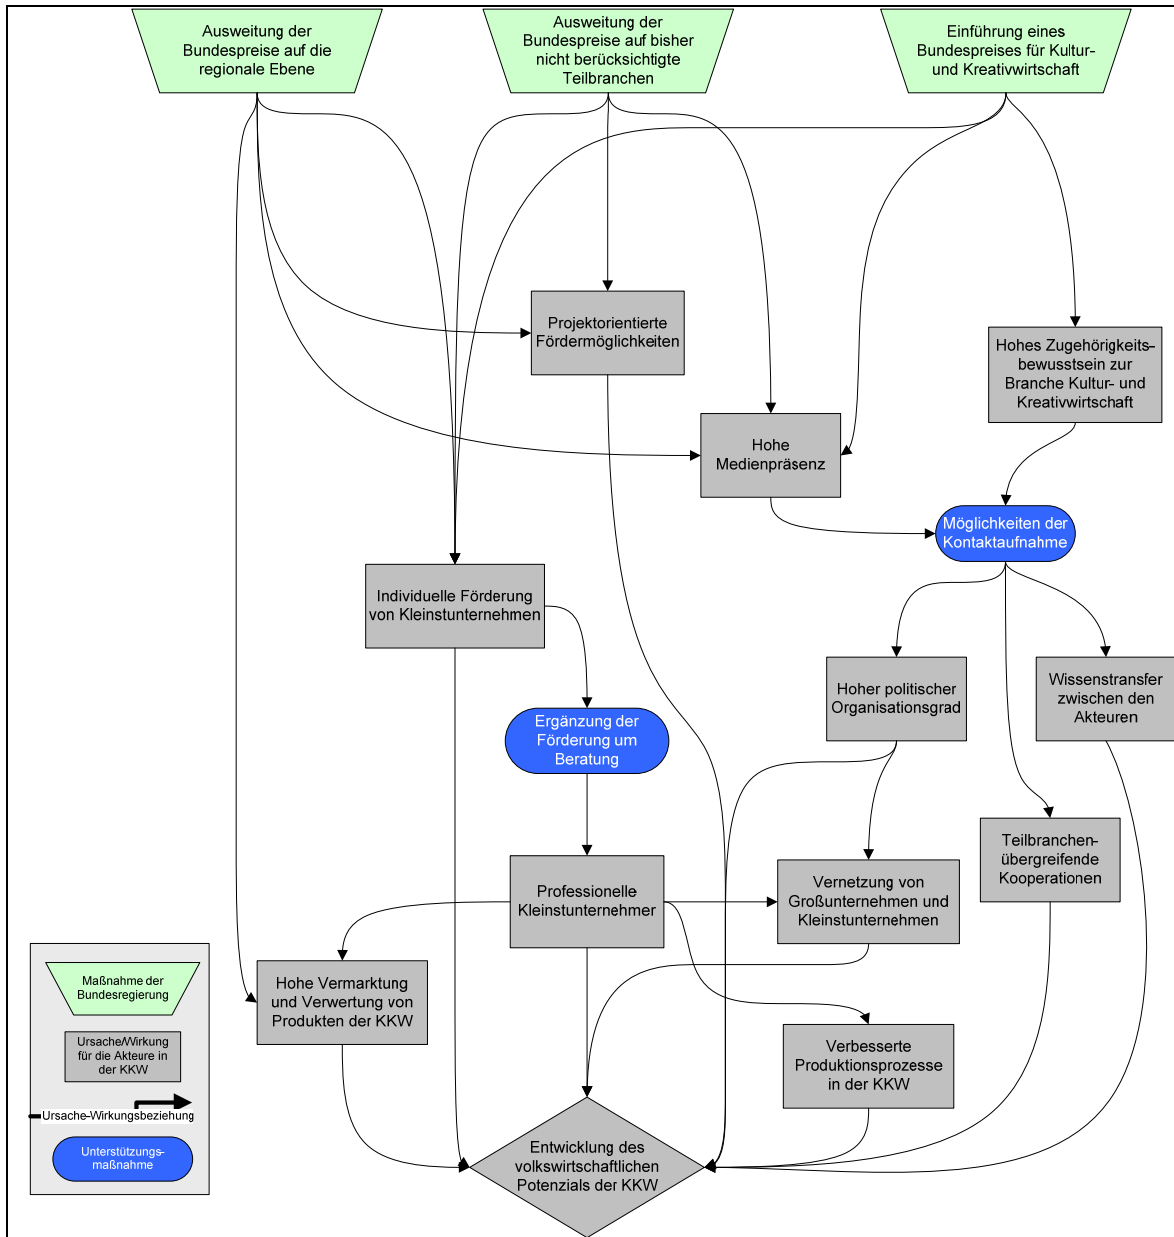 Ausweitung der
Bundespreise auf die
regionale Ebene
Ausweitung der
Bundespreise auf bisher
nicht berücksichtigte
Teilbranchen
Einführung eines
Bundespreises für Kultur-
und Kreativwirtschaft
Projektorientierte
Fördermöglichkeiten
Hohes Zugehörigkeits-
bewusstsein zur
Branche Kultur- und
Kreativwirtschaft
Hohe
Medienpräsenz
Möglichkeiten der
Kontaktaufnahme
Individuelle Förderung
von Kleinstunternehmen
Hoher politischer
Organisationsgrad
Wissenstransfer
zwischen den
Akteuren
Ergänzung der
Förderung um
Beratung
Teilbranchen-
übergreifende
Kooperationen
Professionelle
Kleinstunternehmer
Vernetzung von
Großunternehmen und
Kleinstunternehmen
Hohe Vermarktung
und Verwertung von
Produkten der KKW
Verbesserte
Produktionsprozesse
in der KKW
Entwicklung des
volkswirtschaftlichen
Potenzials der KKW
Maßnahme der
Bundesregierung
Ursache/Wirkung
für die Akteure in
der KKW
Ursache-Wirkungsbeziehung
Unterstützungs-
maßnahme